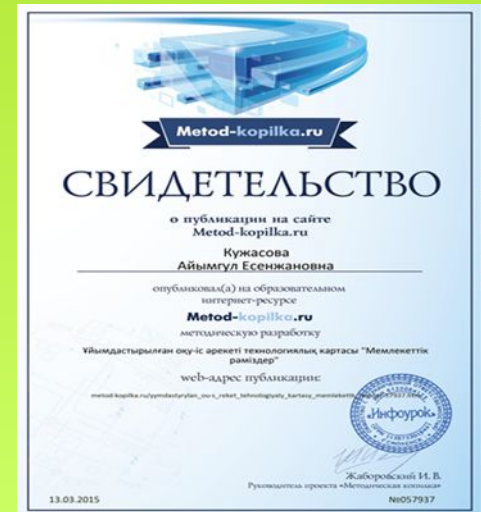 Metod-kopilka.ru
СВИДЕТЕЛЬСТВО
о публикации на сайте
Metod-kopilka.ru
Кужасова
Айымгул Есенжановна
опубликовал(а) на образовательном
интернет-ресурсе
Metod-kopilka.ru
методическую разработку
Ұйымдастырылған оқу-іс арекеті технологиялық картасы "Мемлекеттік
рәміздер"
web-адрес публикации:
«Инфоурок»
Жаборовский И. В.
Руководитель проекта «Методическая копилка»
13.03.2015
№057937